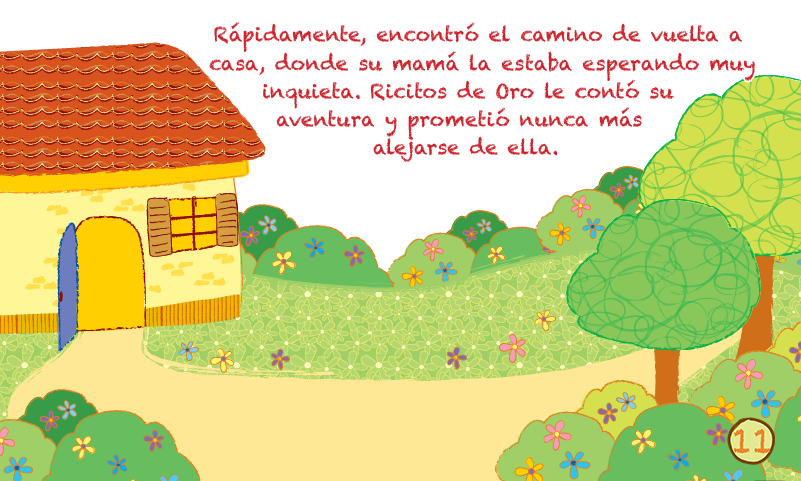 Rápidamente, encontró el camino de vuelta a
casa, donde su mamá la estaba esperando muy
inquieta. Ricitos de Oro le contó su
aventura y prometió nunca más
alejarse de ella.
11